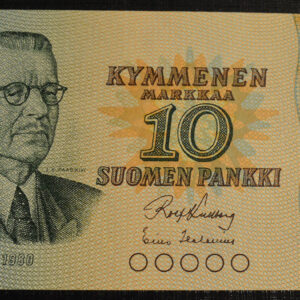 KYMMENEN
MARKKAA
10
SUOMEN PANKKI
J.K. PAASIKIVI
1980